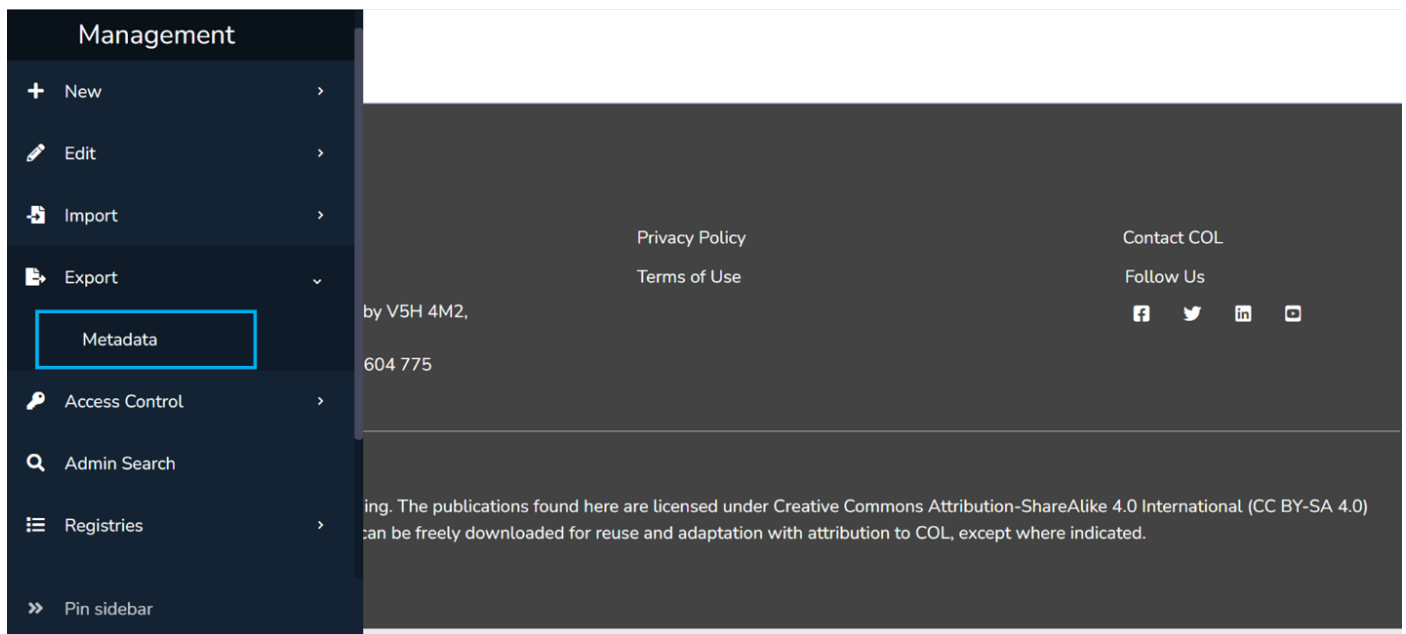 Management
New
Edit
Import
Export
Metadata
Access Control
Admin Search
Registries
Pin sidebar
Privacy Policy
Contact COL
Terms of Use
Follow Us
by V5H 4M2,
604 775
ing. The publications found here are licensed under Creative Commons Attribution-ShareAlike 4.0 International (CC BY-SA 4.0)
can be freely downloaded for reuse and adaptation with attribution to COL, except where indicated.